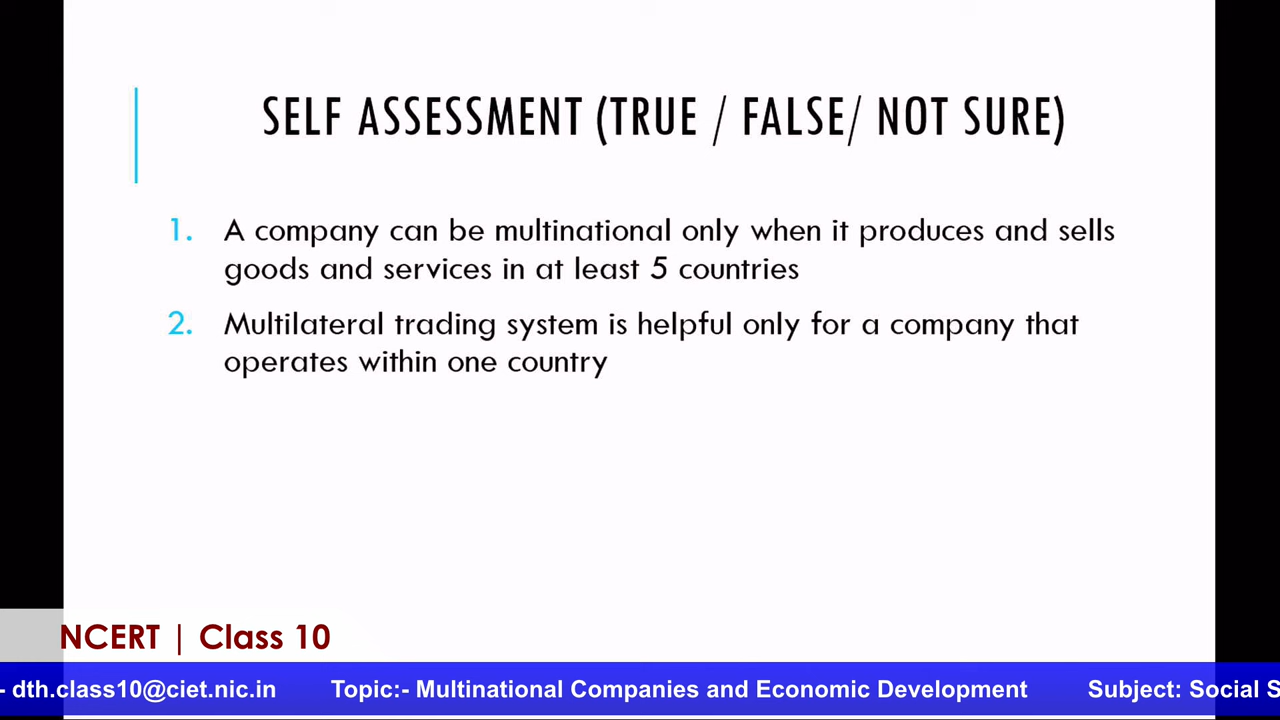 SELF ASSESSMENT (TRUE / FALSE/ NOT SURE)
1. A company can be multinational only when it produces and sells
goods and services in at least 5 countries
2. Multilateral trading system is helpful only for a company that
operates within one country
NCERT | Class 10
- dth.class10@ciet.nic.in Topic:- Multinational Companies and Economic Development Subject: Social S